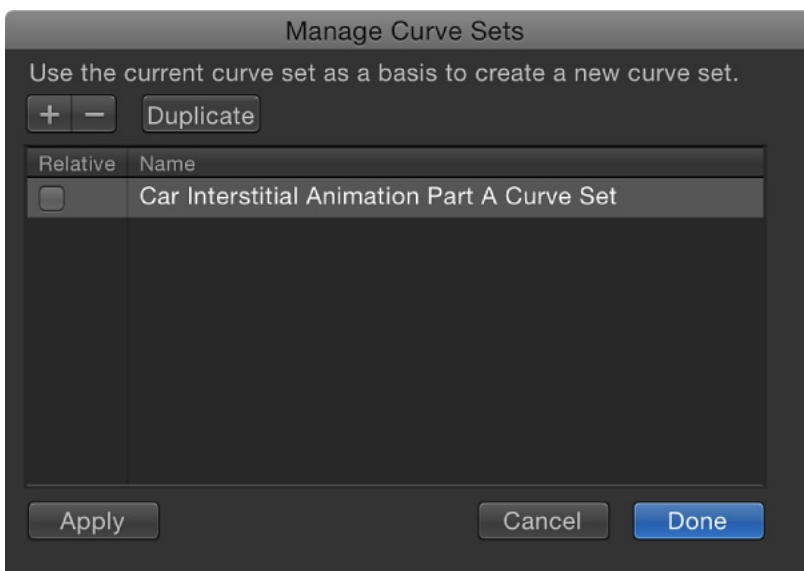 Manage Curve Sets
Use the current curve set as a basis to create a new curve set.
+ − Duplicate
Relative Name
Car Interstitial Animation Part A Curve Set
Apply Cancel Done